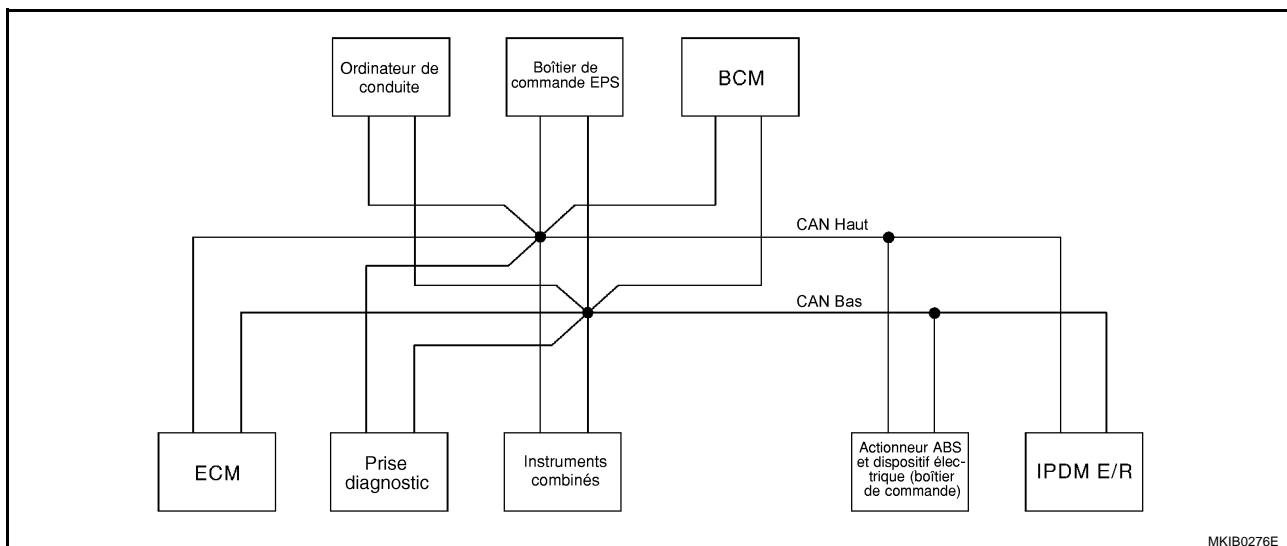 Ordinateur de
conduite
Boîtier de
commande EPS
BCM
CAN Haut
CAN Bas
ECM
Prise
diagnostic
Instruments
combinés
Actionneur ABS
et dispositif élec-
trique (boîtier
de commande)
IPDM E/R
MKIB0276E